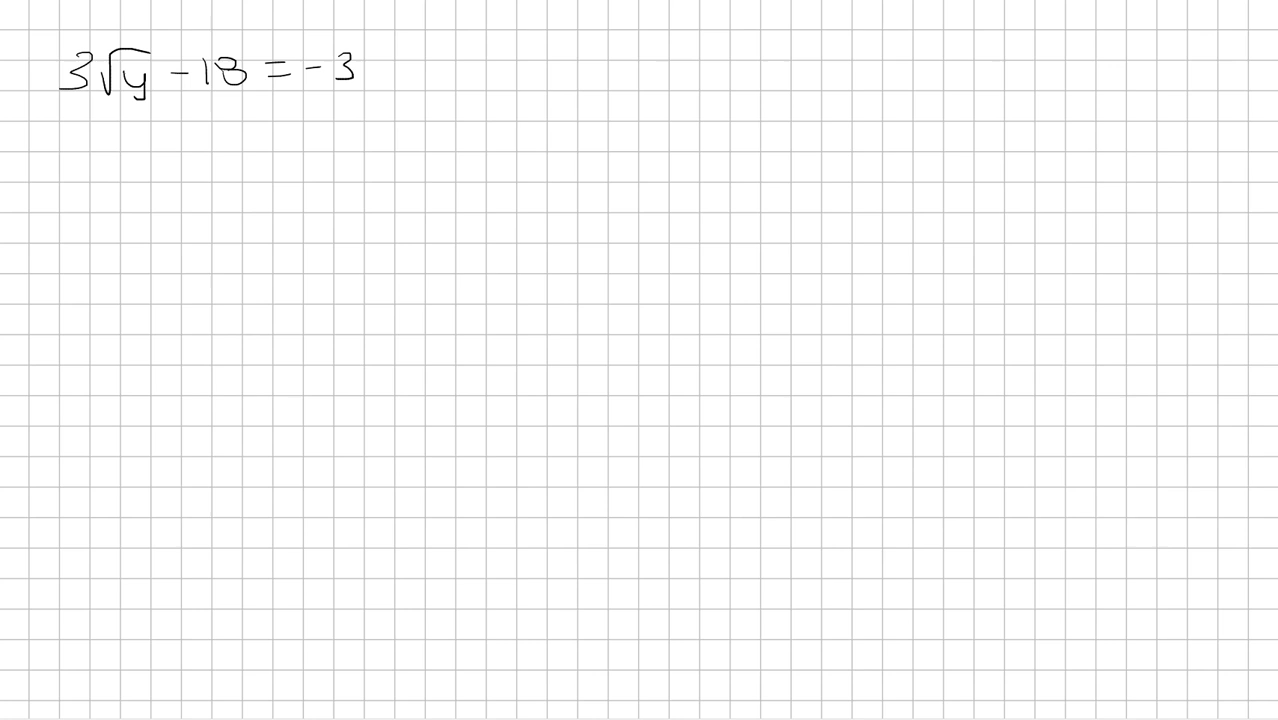 3√y - 18 = -3